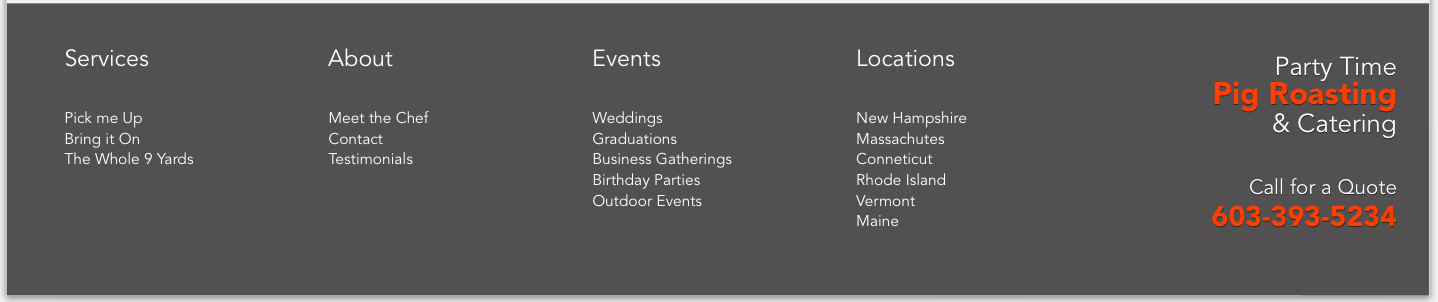 Services
Pick me Up
Bring it On
The Whole 9 Yards
About
Meet the Chef
Contact
Testimonials
Events
Weddings
Graduations
Business Gatherings
Birthday Parties
Outdoor Events
Locations
New Hampshire
Massachutes
Conneticut
Rhode Island
Vermont
Maine
Party Time
Pig Roasting
& Catering
Call for a Quote
603-393-5234